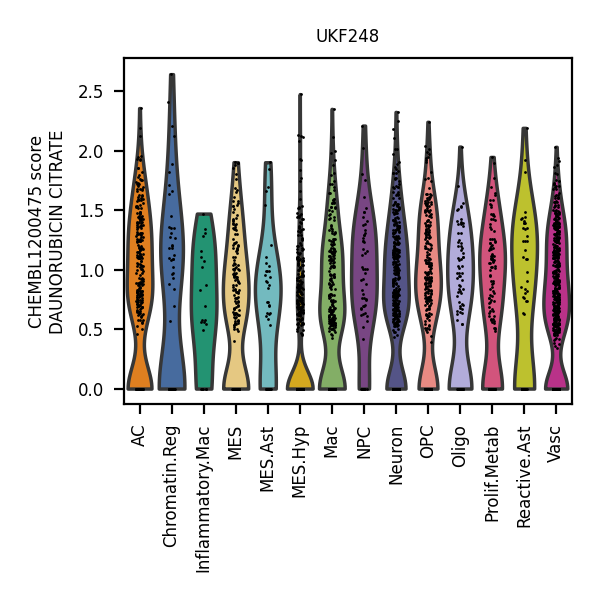 UKF248
CHEMBL1200475 score
DAUNORUBICIN CITRATE
2.5
2.0
1.5
1.0
0.5
0.0
AC
Chromatin.Reg
Inflammatory.Mac
MES
MES.Ast
MES.Hyp
Mac
NPC
Neuron
OPC
Oligo
Prolif.Metab
Reactive.Ast
Vasc